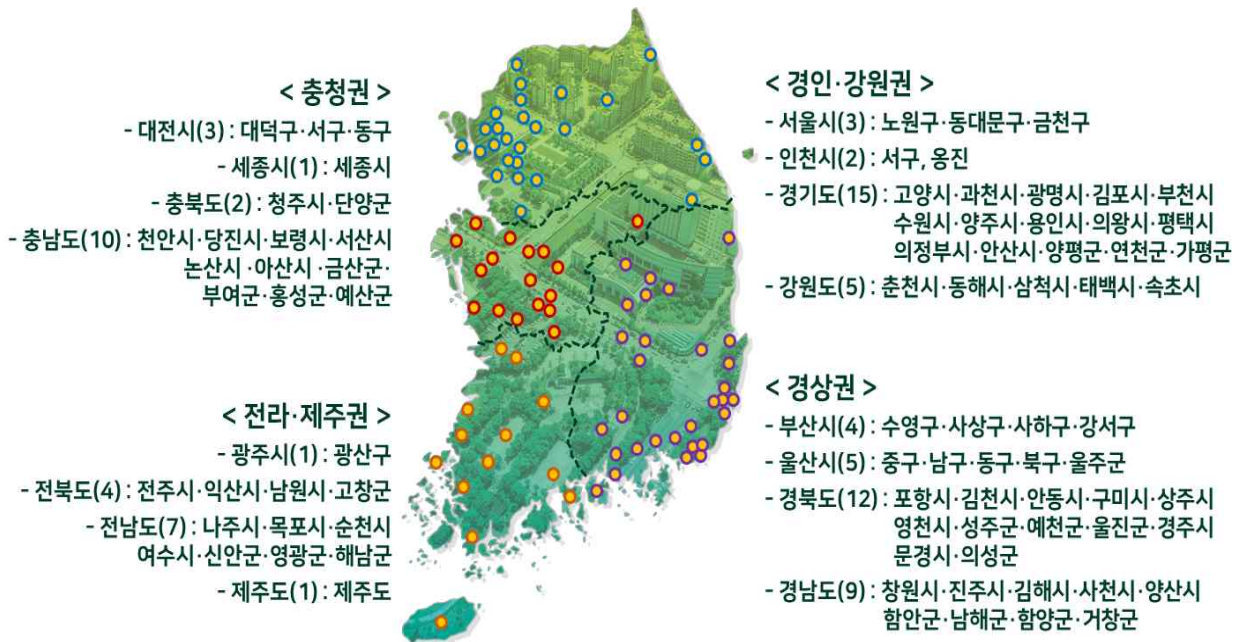 < 충청권 >
- 대전시(3) : 대덕구·서구·동구
- 세종시(1) : 세종시
- 충북도(2) : 청주시·단양군
- 충남도(10) : 천안시·당진시·보령시·서산시
논산시·아산시·금산군·
부여군·홍성군·예산군
< 경인·강원권 >
- 서울시(3) : 노원구·동대문구·금천구
- 인천시(2) : 서구, 옹진
- 경기도(15) : 고양시·과천시·광명시·김포시·부천시
수원시·양주시·용인시·의왕시·평택시
의정부시·안산시·양평군·연천군·가평군
- 강원도(5) : 춘천시·동해시·삼척시·태백시·속초시
< 전라·제주권 >
- 광주시(1) : 광산구
- 전북도(4) : 전주시·익산시·남원시·고창군
- 전남도(7) : 나주시·목포시·순천시
여수시·신안군·영광군·해남군
- 제주도(1) : 제주도
< 경상권 >
- 부산시(4) : 수영구·사상구·사하구·강서구
- 울산시(5) : 중구·남구·동구·북구·울주군
- 경북도(12) : 포항시·김천시·안동시·구미시·상주시
영천시·성주군·예천군·울진군·경주시
문경시·의성군
- 경남도(9) : 창원시·진주시·김해시·사천시·양산시
함안군·남해군·함양군·거창군